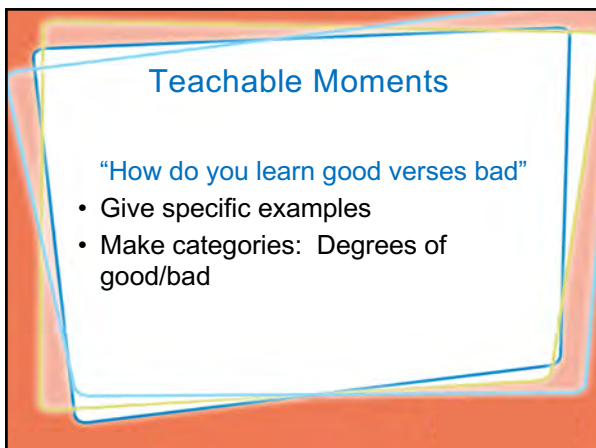 Teachable Moments
“How do you learn good verses bad”
• Give specific examples
• Make categories:  Degrees of
good/bad